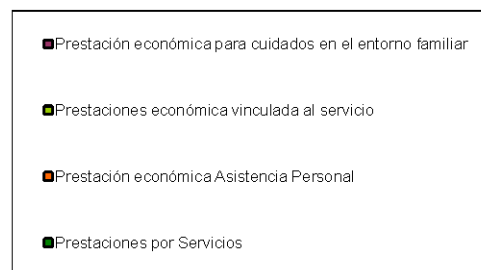 Prestación económica para cuidados en el entorno familiar
Prestaciones económica vinculada al servicio
Prestación económica Asistencia Personal
Prestaciones por Servicios